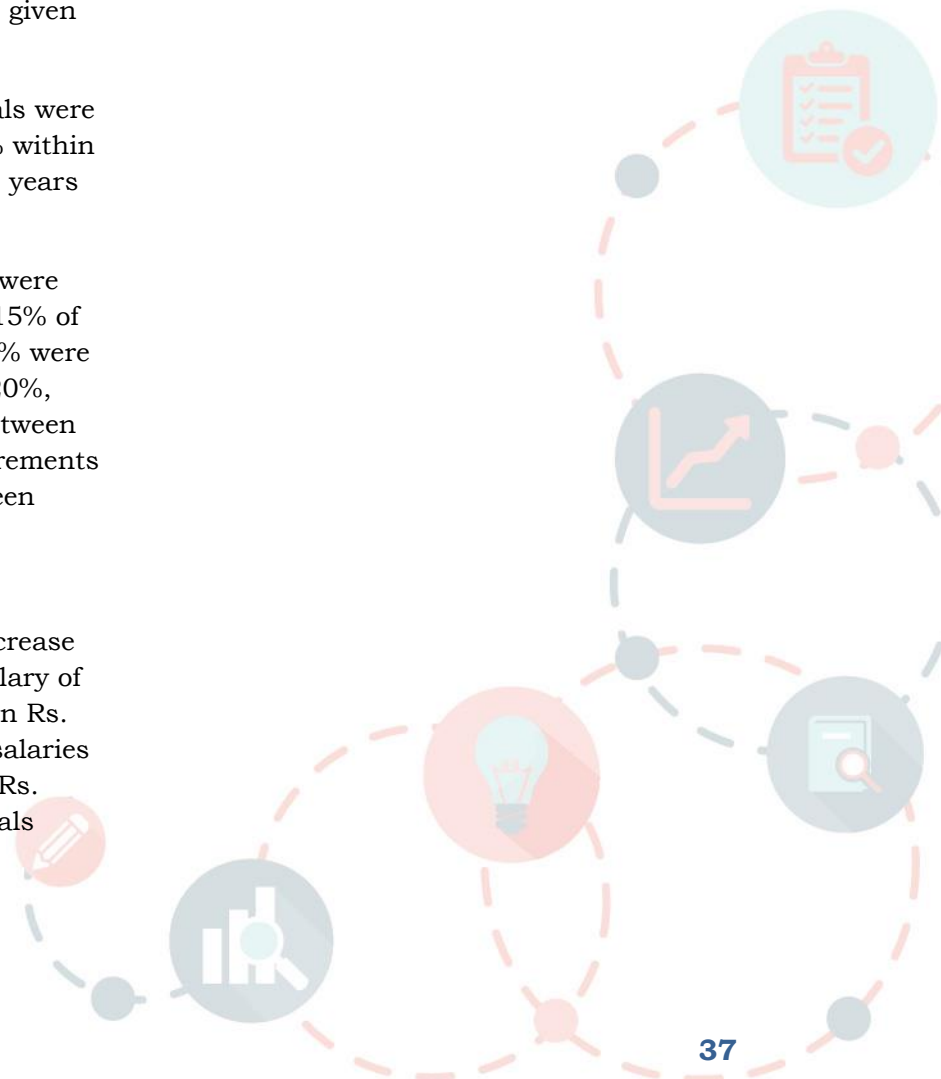 given
als were
within
years
were
15% of
% were
20%,
tween
rements
een
crease
lary of
n Rs.
salaries
Rs.
als
37